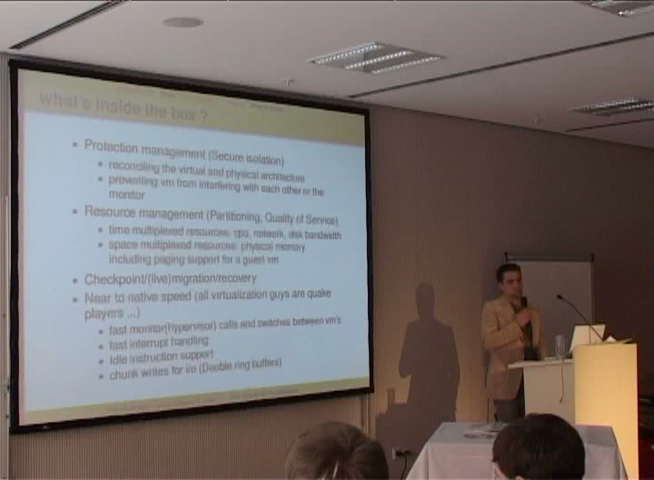 what's inside the box ?
• Protection management (Secure isolation)
• reconciling the virtual and physical architecture
• preventing vm from interfering with each other or the
monitor
• Resource management (Partitioning, Quality of Service)
• time multiplexed resources: cpu, network, disk bandwith
• space multiplexed resources: physical memory
including paging support for a guest vm
• Checkpoint/(live)migration/recovery
• Near to native speed (all virtualization guys are quake
players ...)
• fast monitor(hypervisor) calls and switches between vm's
• fast interrupt handling
• Idle instruction support
• chunk writes for i/o (Double ring buffers)